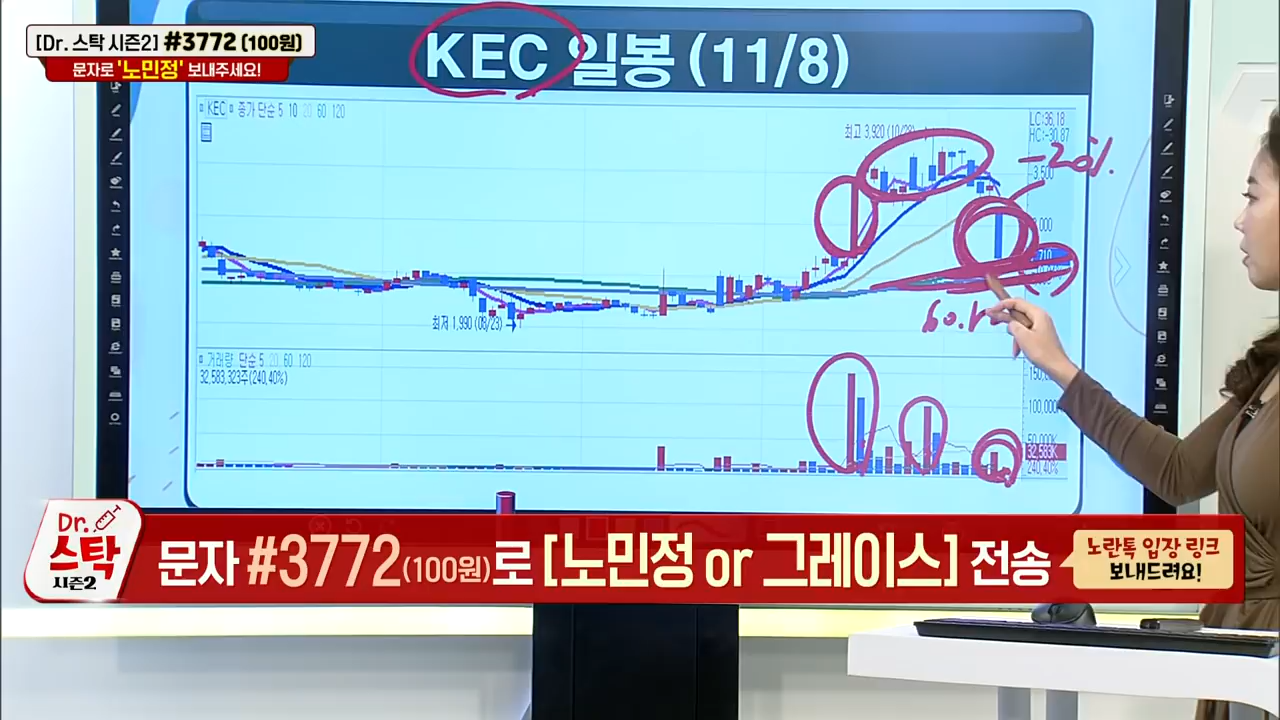 [Dr. 스탁 시즌2] #3772 (100원)
문자로 '노민정' 보내주세요!
KEC 일봉 (11/8)
KEC 종가 단순 5 10 20 60 120
최고 3,920
LC:36.18
HC:-30.87
3,500
-20%
최저 1,990 (08/23)
거래량 단순 5 20 60 120
32,583,323주(240.40%)
100,000
50,000K
32,583K
240.40%
Dr.
스탁
시즌2
문자 #3772(100원)로 [노민정 or 그레이스] 전송
노란톡 입장 링크
보내드려요!